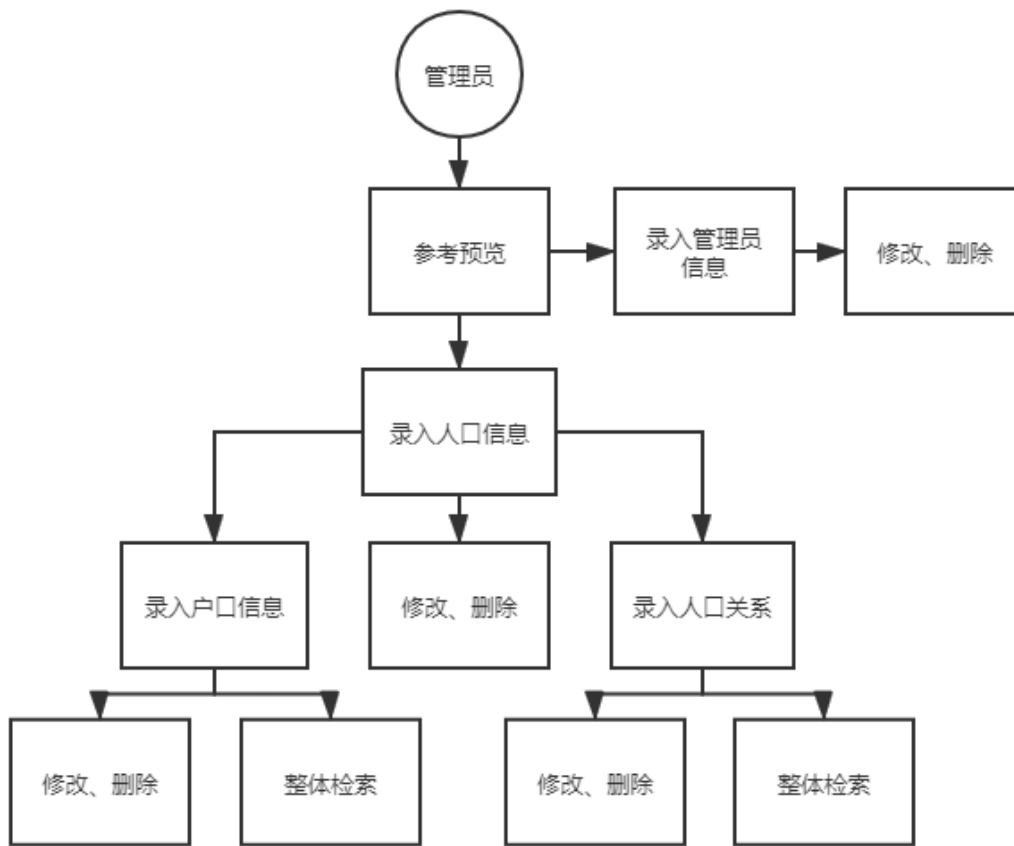 管理员
参考预览
录入管理员
信息
修改、删除
录入人口信息
录入户口信息
修改、删除
录入人口关系
修改、删除
整体检索
修改、删除
整体检索